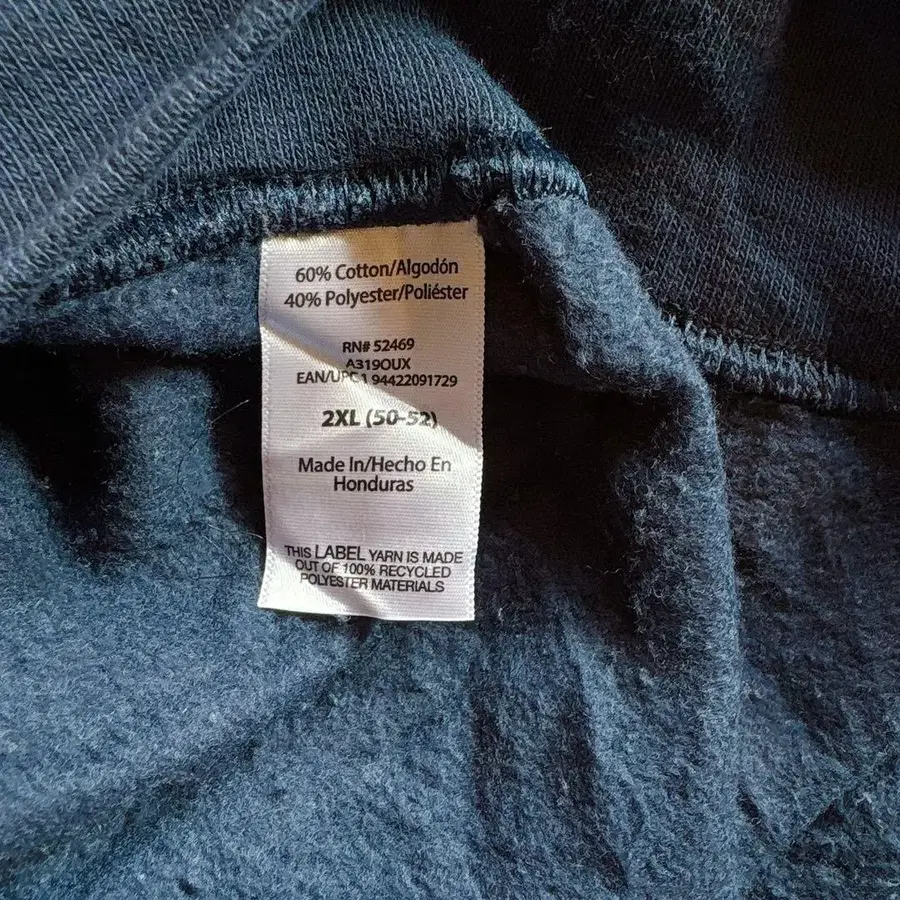 60% Cotton/Algodón
40% Polyester/Poliéster
RN# 52469
A319OUX
EAN/UPC 1 94422091729
2XL (50-52)
Made In/Hecho En
Honduras
THIS LABEL YARN IS MADE
OUT OF 100% RECYCLED
POLYESTER MATERIALS